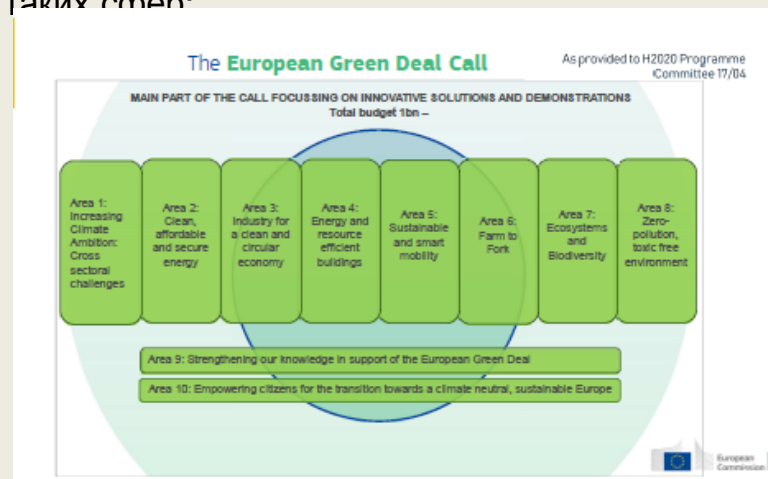 таких сфер:
The European Green Deal Call
As provided to H2020 Programme
Committee 17/04
MAIN PART OF THE CALL FOCUSSING ON INNOVATIVE SOLUTIONS AND DEMONSTRATIONS
Total budget 1bn –
Area 1:
Increasing
Climate
Ambition:
Cross
sectoral
challenges
Area 2:
Clean,
affordable
and secure
energy
Area 3:
Industry for
a clean and
circular
economy
Area 4:
Energy and
resource
efficient
buildings
Area 5:
Sustainable
and smart
mobility
Area 6:
Farm to
Fork
Area 7:
Ecosystems
and
Biodiversity
Area 8:
Zero-
pollution,
toxic free
environment
Area 9: Strengthening our knowledge in support of the European Green Deal
Area 10: Empowering citizens for the transition towards a climate neutral, sustainable Europe
European
Commission